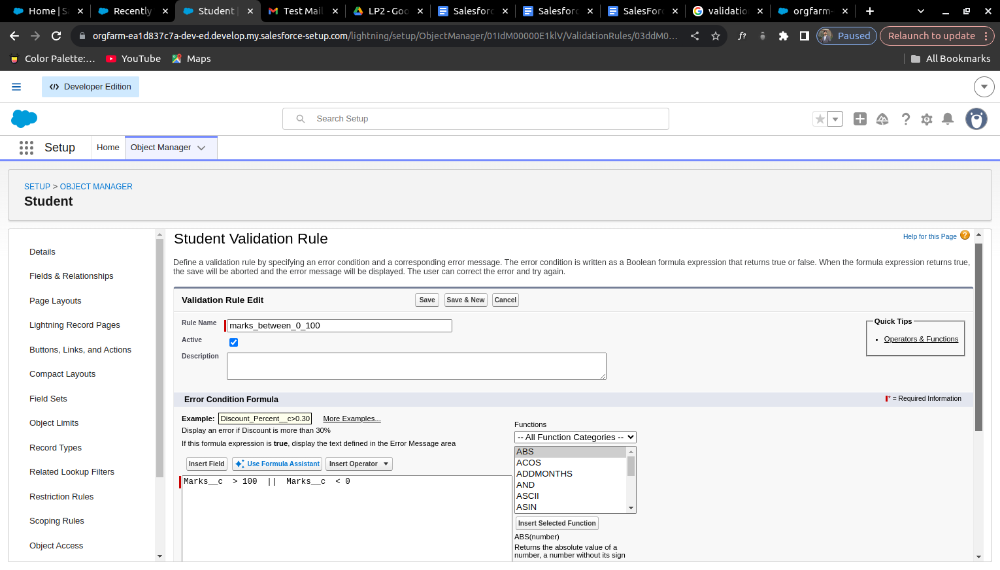 Home | S
Recently
Student |
Test Mail
LP2 - Goo
Salesforc
Salesforc
SalesForc
validatio
orgfarm-
orgfarm-ea1d837c7a-dev-ed.develop.my.salesforce-setup.com/lightning/setup/ObjectManager/01IdM00000E1klV/ValidationRules/03ddM0...
f?
Paused
Relaunch to update
Color Palette:...
YouTube
Maps
All Bookmarks
Developer Edition
Search Setup
Setup
Home
Object Manager
SETUP > OBJECT MANAGER
Student
Details
Fields & Relationships
Page Layouts
Lightning Record Pages
Buttons, Links, and Actions
Compact Layouts
Field Sets
Object Limits
Record Types
Related Lookup Filters
Restriction Rules
Scoping Rules
Object Access
Student Validation Rule
Help for this Page ?
Define a validation rule by specifying an error condition and a corresponding error message. The error condition is written as a Boolean formula expression that returns true or false. When the formula expression returns true,
the save will be aborted and the error message will be displayed. The user can correct the error and try again.
Validation Rule Edit
Save
Save & New
Cancel
Rule Name
marks_between_0_100
Active
Description
Quick Tips
• Operators & Functions
Error Condition Formula
* = Required Information
Example: Discount_Percent__c>0.30 More Examples...
Display an error if Discount is more than 30%
If this formula expression is true, display the text defined in the Error Message area
Insert Field
Use Formula Assistant
Insert Operator
Marks__c > 100 || Marks__c < 0
Functions
-- All Function Categories --
ABS
ACOS
ADDMONTHS
AND
ASCII
ASIN
Insert Selected Function
ABS(number)
Returns the absolute value of a
number, a number without its sign